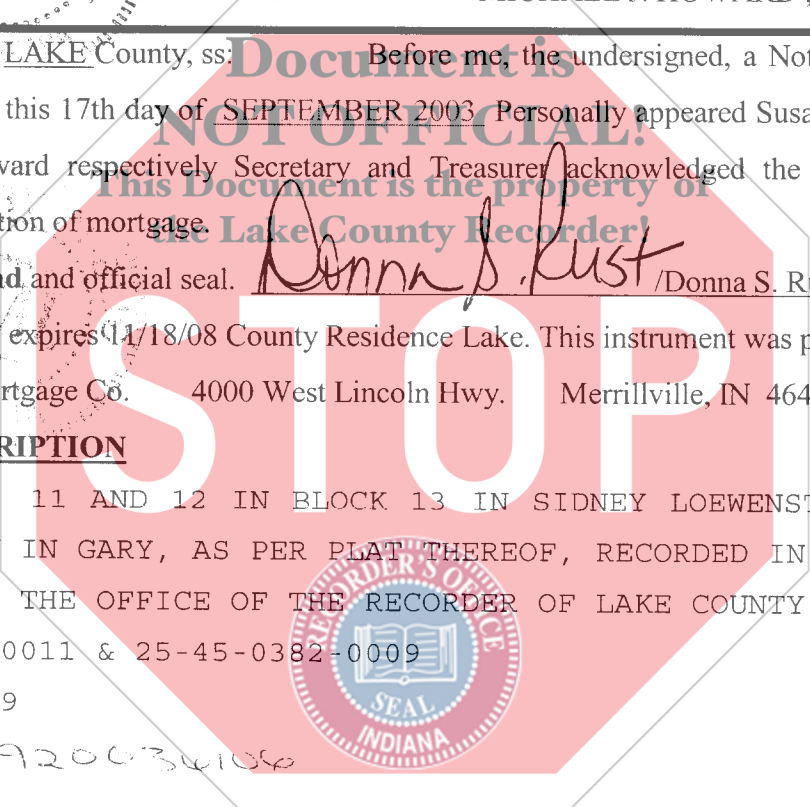 LAKE County, ss: Before me, the undersigned, a Not
this 17th day of SEPTEMBER 2003 Personally appeared Susa
ward respectively Secretary and Treasurer acknowledged the
tion of mortgage.
nd and official seal. Donna S. Rust /Donna S. R
expires 11/18/08 County Residence Lake. This instrument was p
rtgage Co. 4000 West Lincoln Hwy. Merrillville, IN 464
RIPTION
11 AND 12 IN BLOCK 13 IN SIDNEY LOEWENST
IN GARY, AS PER PLAT THEREOF, RECORDED IN
THE OFFICE OF THE RECORDER OF LAKE COUNTY
0011 & 25-45-0382-0009
9
Document is
NOT OFFICIAL!
This Document is the property of
the Lake County Recorder!
STOP
RECORDER'S OFFICE
SEAL
INDIANA